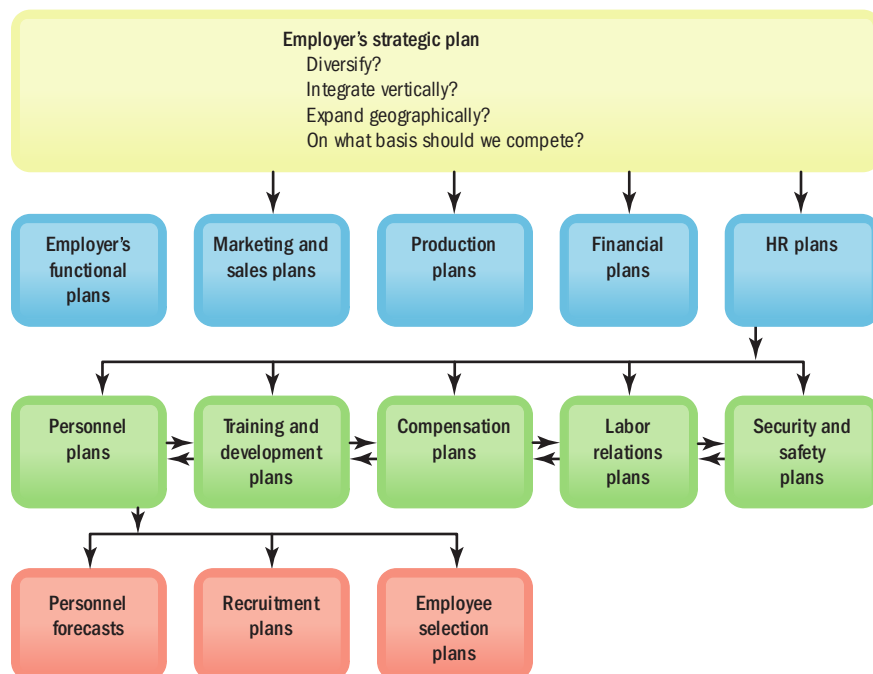 Employer’s strategic plan
Diversify?
Integrate vertically?
Expand geographically?
On what basis should we compete?
Employer’s
functional
plans
Marketing and
sales plans
Production
plans
Financial
plans
HR plans
Personnel
plans
Training and
development
plans
Compensation
plans
Labor
relations
plans
Security and
safety
plans
Personnel
forecasts
Recruitment
plans
Employee
selection
plans